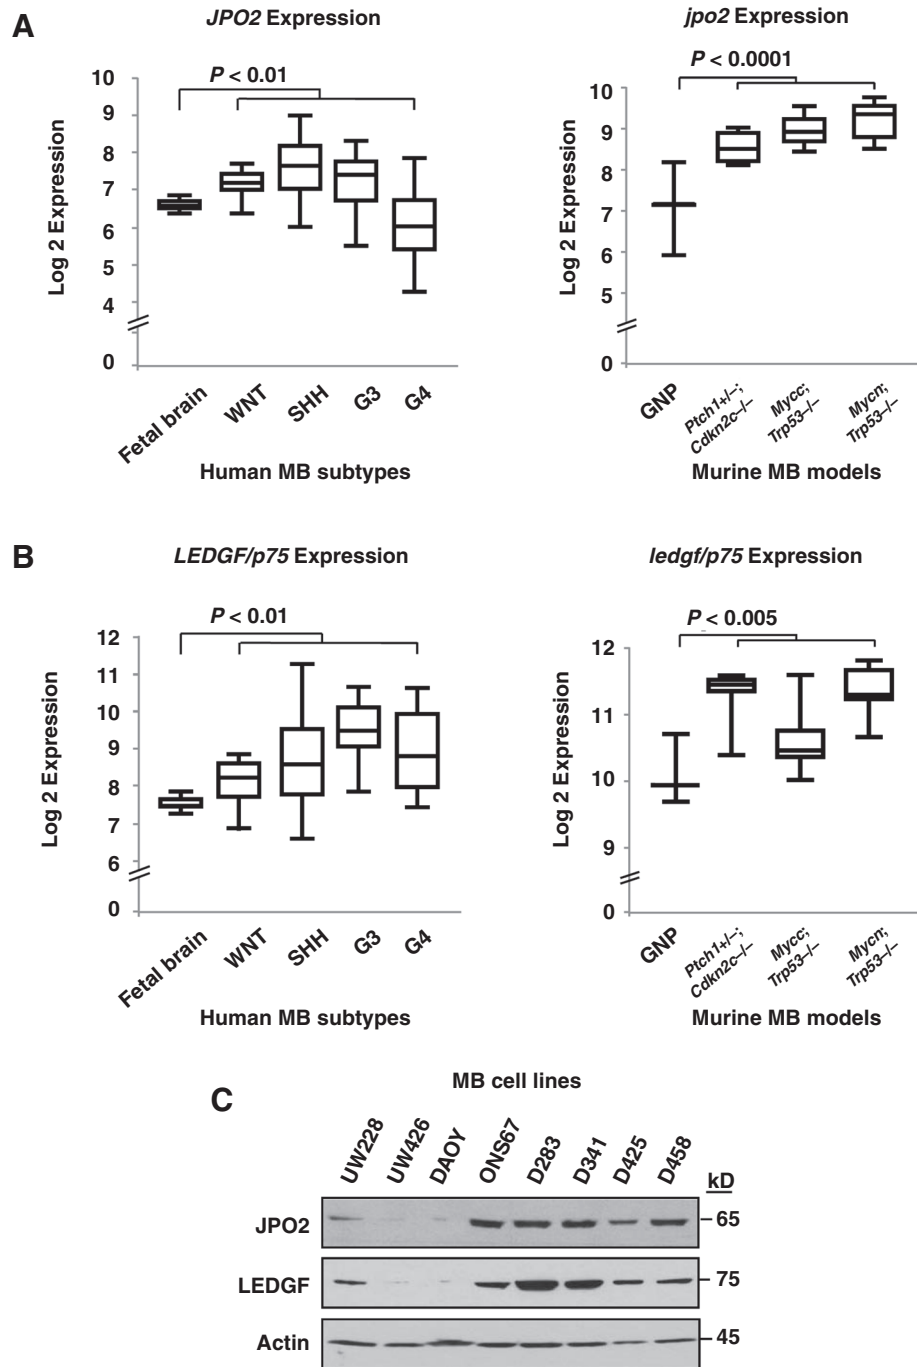 A
JPO2 Expression
P < 0.01
Log 2 Expression
10
9
8
7
6
5
4
0
Fetal brain
WNT
SHH
G3
G4
Human MB subtypes
jpo2 Expression
P < 0.0001
Log 2 Expression
10
9
8
7
6
5
0
GNP
Ptch1+/–;
Cdkn2c–/–
Mycc;
Trp53–/–
Mycn;
Trp53–/–
Murine MB models
B
LEDGF/p75 Expression
P < 0.01
Log 2 Expression
12
11
10
9
8
7
6
0
Fetal brain
WNT
SHH
G3
G4
Human MB subtypes
ledgf/p75 Expression
P < 0.005
Log 2 Expression
12
11
10
9
0
GNP
Ptch1+/–;
Cdkn2c–/–
Mycc;
Trp53–/–
Mycn;
Trp53–/–
Murine MB models
C
MB cell lines
UW228
UW426
DAOY
ONS67
D283
D341
D425
D458
kD
JPO2
65
LEDGF
75
Actin
45